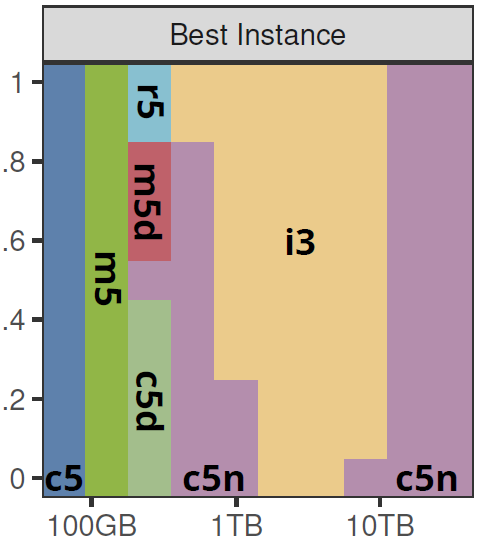 Best Instance
1
.8
.6
.4
.2
0
r5
m5d
m5
i3
c5d
c5
c5n
c5n
100GB
1TB
10TB